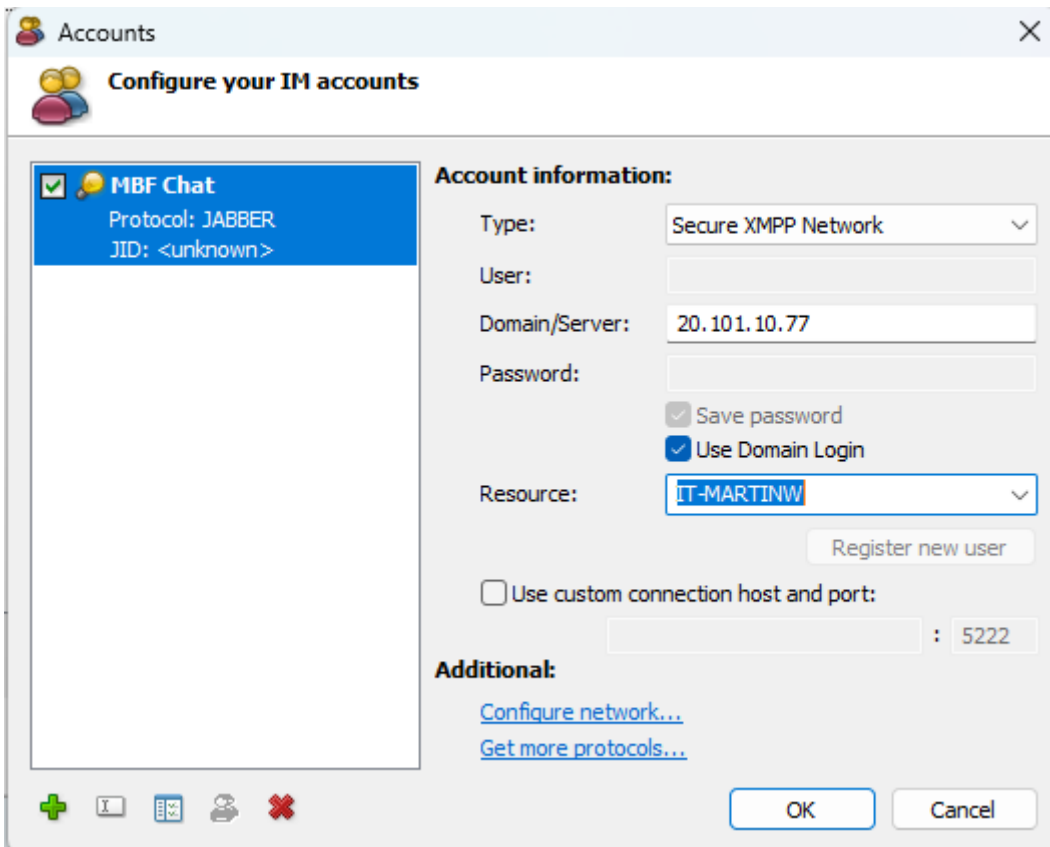 Accounts
Configure your IM accounts
MBF Chat
Protocol: JABBER
JID: <unknown>
Account information:
Type: Secure XMPP Network
User:
Domain/Server: 20.101.10.77
Password:
Save password
Use Domain Login
Resource: IT-MARTINW
Register new user
Use custom connection host and port:
: 5222
Additional:
Configure network...
Get more protocols...
OK Cancel